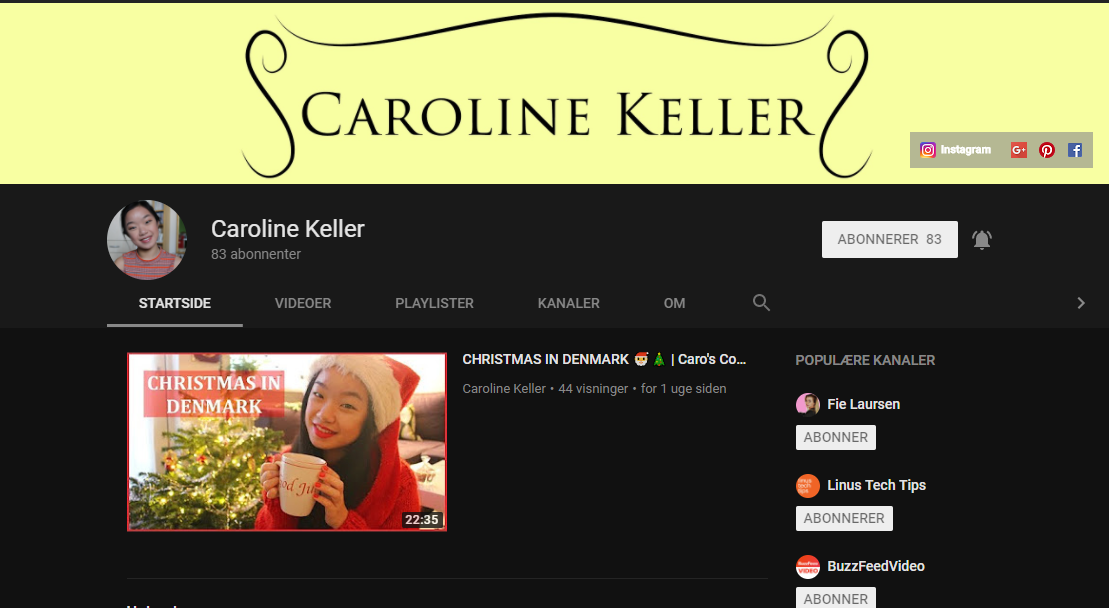 CAROLINE KELLER
Instagram
Caroline Keller
83 abonnenter
ABONNERER 83
STARTSIDE VIDEOER PLAYLISTER KANALER OM
CHRISTMAS IN
DENMARK
22:35
CHRISTMAS IN DENMARK 🎅🎄 | Caro's Co...
Caroline Keller • 44 visninger • for 1 uge siden
POPULÆRE KANALER
Fie Laursen
ABONNER
Linus Tech Tips
ABONNERER
BuzzFeedVideo
ABONNER